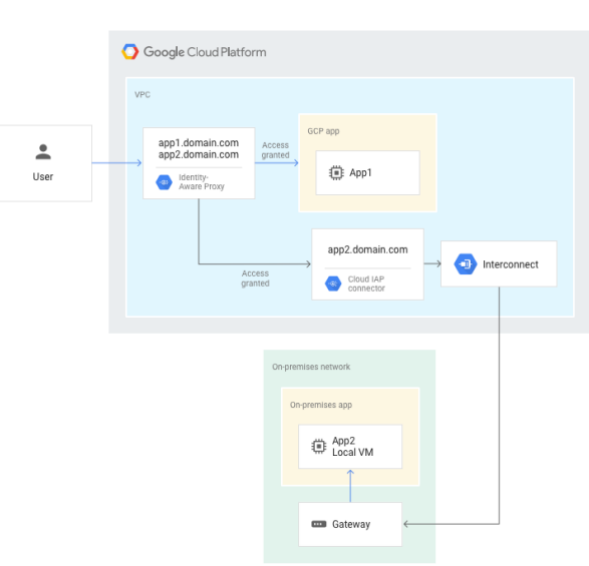 Google Cloud Platform
VPC
User
app1.domain.com
app2.domain.com
Identity-
Aware Proxy
Access
granted
GCP app
App1
app2.domain.com
Cloud IAP
connector
Access
granted
Interconnect
On-premises network
On-premises app
App2
Local VM
Gateway